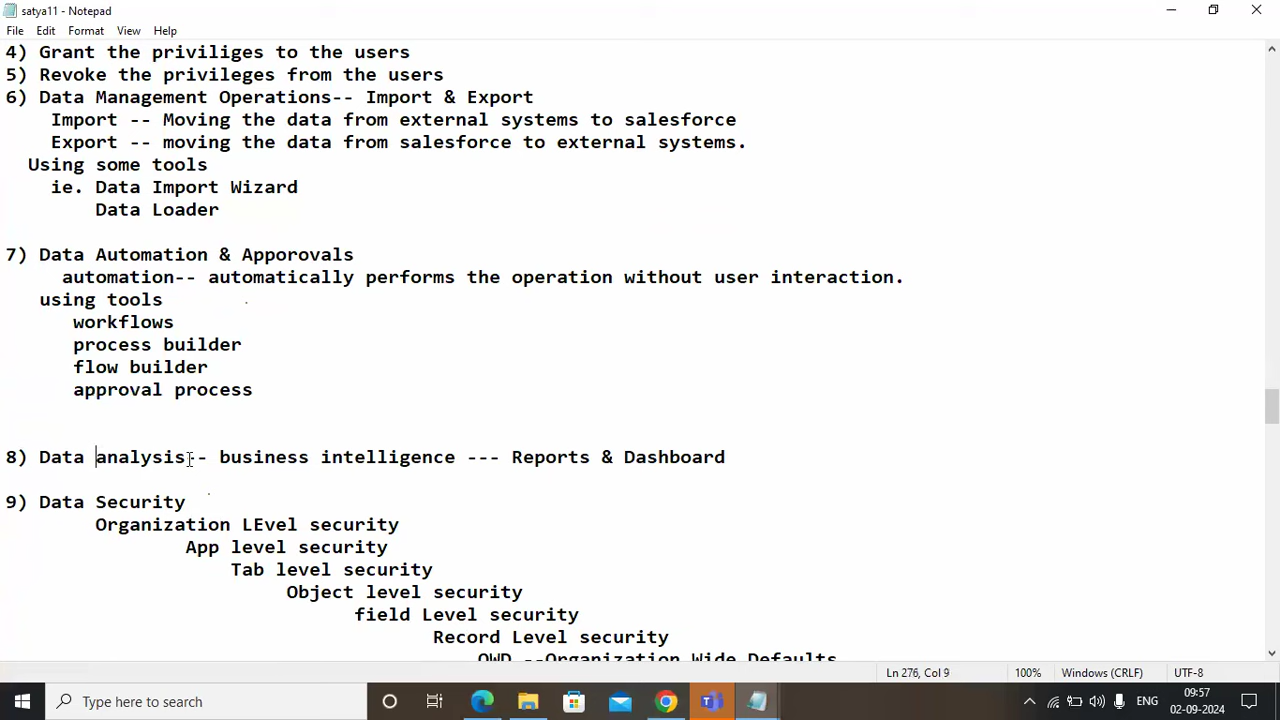 satya11 - Notepad
File Edit Format View Help
4) Grant the priviliges to the users
5) Revoke the privileges from the users
6) Data Management Operations-- Import & Export
Import -- Moving the data from external systems to salesforce
Export -- moving the data from salesforce to external systems.
Using some tools
ie. Data Import Wizard
Data Loader
7) Data Automation & Apporovals
automation-- automatically performs the operation without user interaction.
using tools
workflows
process builder
flow builder
approval process
8) Data analysis-- business intelligence --- Reports & Dashboard
9) Data Security
Organization LEvel security
App level security
Tab level security
Object level security
field Level security
Record Level security
OWD --Organization Wide Defaults
Ln 276, Col 9 100% Windows (CRLF) UTF-8
Type here to search ENG 09:57
02-09-2024